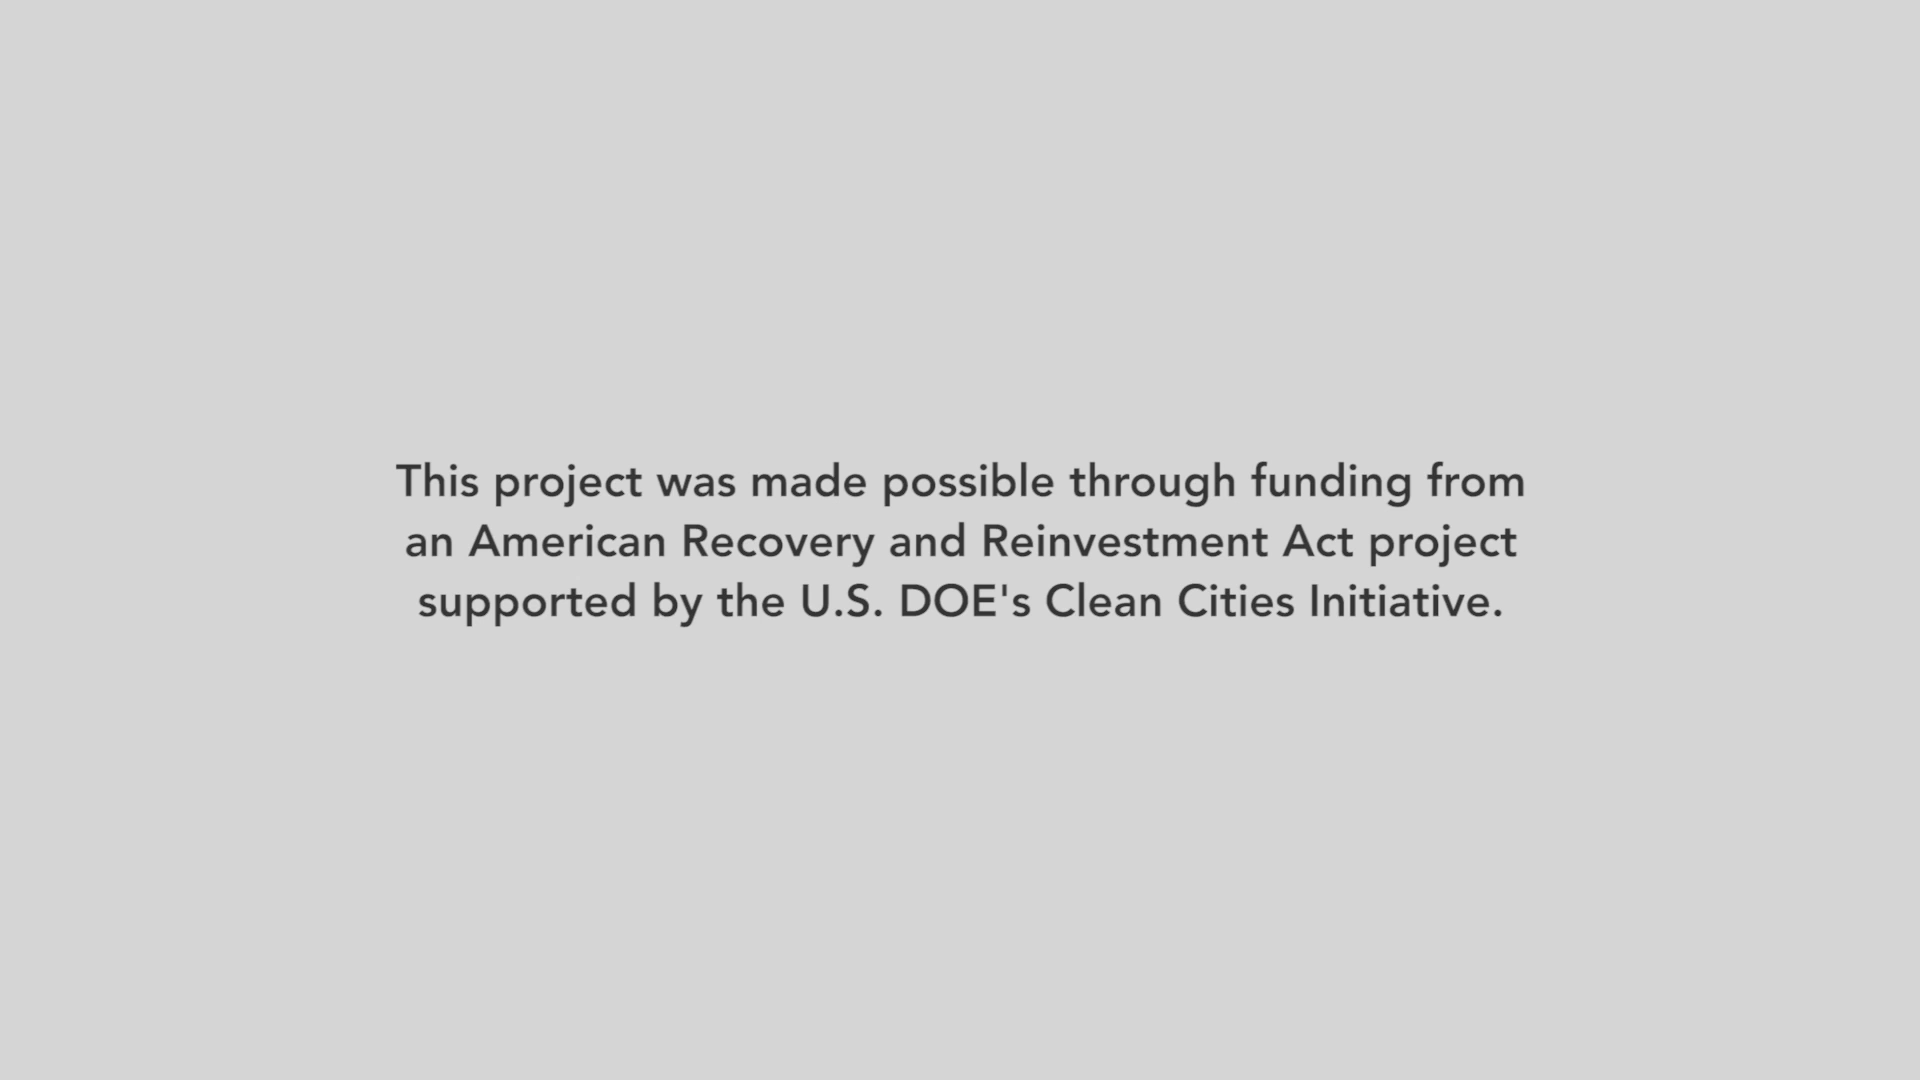 This project was made possible through funding from
an American Recovery and Reinvestment Act project
supported by the U.S. DOE's Clean Cities Initiative.